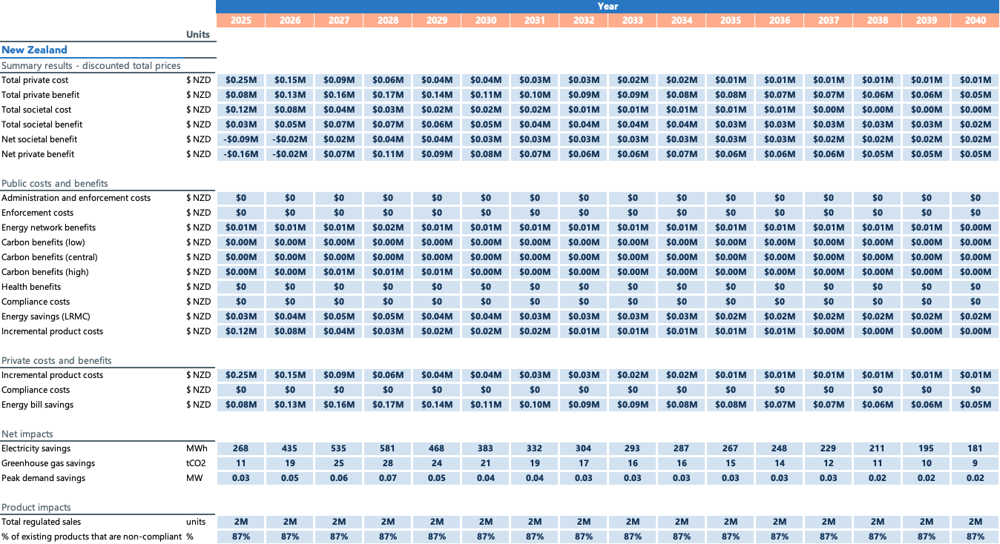 Year
2025 2026 2027 2028 2029 2030 2031 2032 2033 2034 2035 2036 2037 2038 2039 2040
Units
New Zealand
Summary results - discounted total prices
Total private cost $ NZD $0.25M $0.15M $0.09M $0.06M $0.04M $0.04M $0.03M $0.03M $0.02M $0.02M $0.01M $0.01M $0.01M $0.01M $0.01M $0.01M
Total private benefit $ NZD $0.08M $0.13M $0.16M $0.17M $0.14M $0.11M $0.10M $0.09M $0.09M $0.08M $0.08M $0.07M $0.07M $0.06M $0.06M $0.05M
Total societal cost $ NZD $0.12M $0.08M $0.04M $0.03M $0.02M $0.02M $0.02M $0.01M $0.01M $0.01M $0.01M $0.01M $0.00M $0.00M $0.00M $0.00M
Total societal benefit $ NZD $0.03M $0.05M $0.07M $0.07M $0.06M $0.05M $0.04M $0.04M $0.04M $0.04M $0.03M $0.03M $0.03M $0.03M $0.03M $0.02M
Net societal benefit $ NZD -$0.09M -$0.02M $0.02M $0.04M $0.04M $0.03M $0.03M $0.03M $0.03M $0.03M $0.03M $0.03M $0.02M $0.02M $0.02M $0.02M
Net private benefit $ NZD -$0.16M -$0.02M $0.07M $0.11M $0.09M $0.08M $0.07M $0.06M $0.06M $0.07M $0.06M $0.06M $0.06M $0.05M $0.05M $0.05M
Public costs and benefits
Administration and enforcement costs $ NZD $0 $0 $0 $0 $0 $0 $0 $0 $0 $0 $0 $0 $0 $0 $0 $0
Enforcement costs $ NZD $0 $0 $0 $0 $0 $0 $0 $0 $0 $0 $0 $0 $0 $0 $0 $0
Energy network benefits $ NZD $0.01M $0.01M $0.01M $0.02M $0.01M $0.01M $0.01M $0.01M $0.01M $0.01M $0.01M $0.01M $0.01M $0.01M $0.01M $0.00M
Carbon benefits (low) $ NZD $0.00M $0.00M $0.00M $0.00M $0.00M $0.00M $0.00M $0.00M $0.00M $0.00M $0.00M $0.00M $0.00M $0.00M $0.00M $0.00M
Carbon benefits (central) $ NZD $0.00M $0.00M $0.00M $0.00M $0.00M $0.00M $0.00M $0.00M $0.00M $0.00M $0.00M $0.00M $0.00M $0.00M $0.00M $0.00M
Carbon benefits (high) $ NZD $0.00M $0.00M $0.01M $0.01M $0.01M $0.00M $0.00M $0.00M $0.00M $0.00M $0.00M $0.00M $0.00M $0.00M $0.00M $0.00M
Health benefits $ NZD $0 $0 $0 $0 $0 $0 $0 $0 $0 $0 $0 $0 $0 $0 $0 $0
Compliance costs $ NZD $0 $0 $0 $0 $0 $0 $0 $0 $0 $0 $0 $0 $0 $0 $0 $0
Energy savings (LRMC) $ NZD $0.03M $0.04M $0.05M $0.05M $0.04M $0.04M $0.03M $0.03M $0.03M $0.03M $0.02M $0.02M $0.02M $0.02M $0.02M $0.02M
Incremental product costs $ NZD $0.12M $0.08M $0.04M $0.03M $0.02M $0.02M $0.02M $0.01M $0.01M $0.01M $0.01M $0.01M $0.00M $0.00M $0.00M $0.00M
Private costs and benefits
Incremental product costs $ NZD $0.25M $0.15M $0.09M $0.06M $0.04M $0.04M $0.03M $0.03M $0.02M $0.02M $0.01M $0.01M $0.01M $0.01M $0.01M $0.01M
Compliance costs $ NZD $0 $0 $0 $0 $0 $0 $0 $0 $0 $0 $0 $0 $0 $0 $0 $0
Energy bill savings $ NZD $0.08M $0.13M $0.16M $0.17M $0.14M $0.11M $0.10M $0.09M $0.09M $0.08M $0.08M $0.07M $0.07M $0.06M $0.06M $0.05M
Net impacts
Electricity savings MWh 268 435 535 581 468 383 332 304 293 287 267 248 229 211 195 181
Greenhouse gas savings tCO2 11 19 25 28 24 21 19 17 16 16 15 14 12 11 10 9
Peak demand savings MW 0.03 0.05 0.06 0.07 0.05 0.04 0.04 0.03 0.03 0.03 0.03 0.03 0.03 0.02 0.02 0.02
Product impacts
Total regulated sales units 2M 2M 2M 2M 2M 2M 2M 2M 2M 2M 2M 2M 2M 2M 2M 2M
% of existing products that are non-compliant % 87% 87% 87% 87% 87% 87% 87% 87% 87% 87% 87% 87% 87% 87% 87% 87%